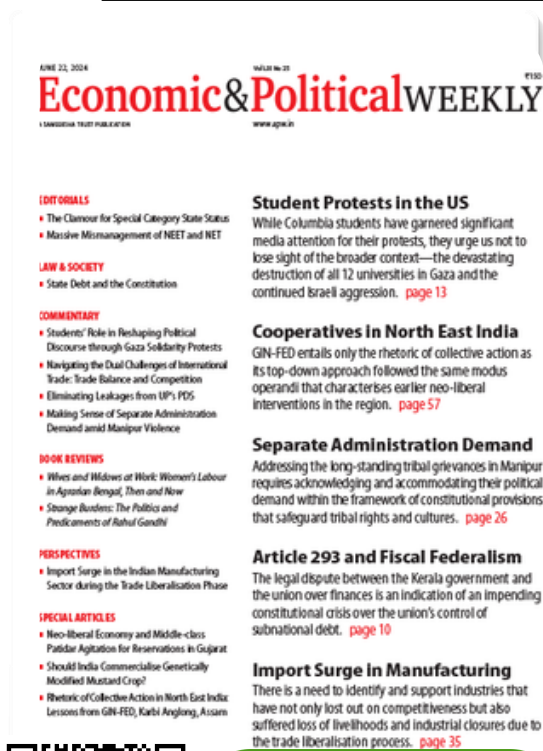 JUNE 22, 2024
Vol LIX No 25
₹150
Economic&PoliticalWEEKLY
A SAMEEKSHA TRUST PUBLICATION
www.epw.in
EDITORIALS
The Clamour for Special Category State Status
Massive Mismanagement of NEET and NET
LAW & SOCIETY
State Debt and the Constitution
COMMENTARY
Students' Role in Reshaping Political
Discourse through Gaza Solidarity Protests
Navigating the Dual Challenges of International
Trade: Trade Balance and Competition
Eliminating Leakages from UP's PDS
Making Sense of Separate Administration
Demand amid Manipur Violence
BOOK REVIEWS
Wives and Widows at Work: Women's Labour
in Agrarian Bengal, Then and Now
Strange Burdens: The Politics and
Predicaments of Rahul Gandhi
PERSPECTIVES
Import Surge in the Indian Manufacturing
Sector during the Trade Liberalisation Phase
SPECIAL ARTICLES
Neo-liberal Economy and Middle-class
Patidar Agitation for Reservations in Gujarat
Should India Commercialise Genetically
Modified Mustard Crop?
Rhetoric of Collective Action in North East India:
Lessons from GIN-FED, Karbi Anglong, Assam
Student Protests in the US
While Columbia students have garnered significant
media attention for their protests, they urge us not to
lose sight of the broader context—the devastating
destruction of all 12 universities in Gaza and the
continued Israeli aggression. page 13
Cooperatives in North East India
GIN-FED entails only the rhetoric of collective action as
its top-down approach followed the same modus
operandi that characterises earlier neo-liberal
interventions in the region. page 57
Separate Administration Demand
Addressing the long-standing tribal grievances in Manipur
requires acknowledging and accommodating their political
demand within the framework of constitutional provisions
that safeguard tribal rights and cultures. page 26
Article 293 and Fiscal Federalism
The legal dispute between the Kerala government and
the union over finances is an indication of an impending
constitutional crisis over the union's control of
subnational debt. page 10
Import Surge in Manufacturing
There is a need to identify and support industries that
have not only lost out on competitiveness but also
suffered loss of livelihoods and industrial closures due to
the trade liberalisation process. page 35